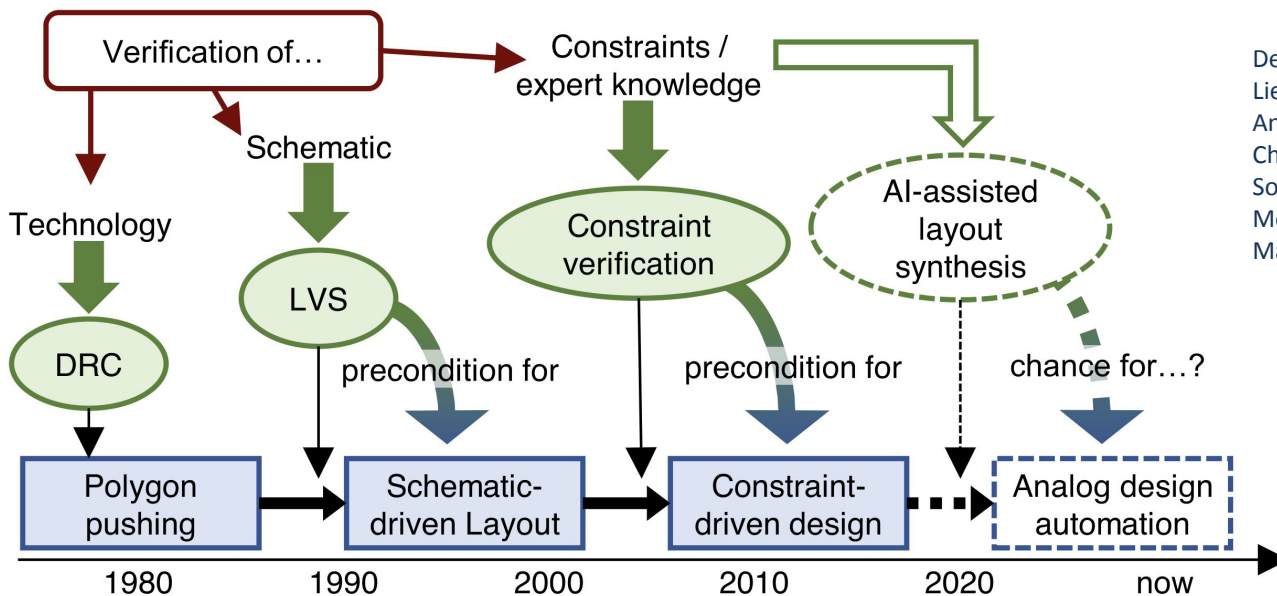 Verification of…
Constraints /
expert knowledge
Schematic
Technology
AI-assisted
layout
synthesis
Constraint
verification
LVS
DRC
precondition for
precondition for
chance for…?
Polygon
pushing
Schematic-
driven Layout
Constraint-
driven design
Analog design
automation
1980
1990
2000
2010
2020
now